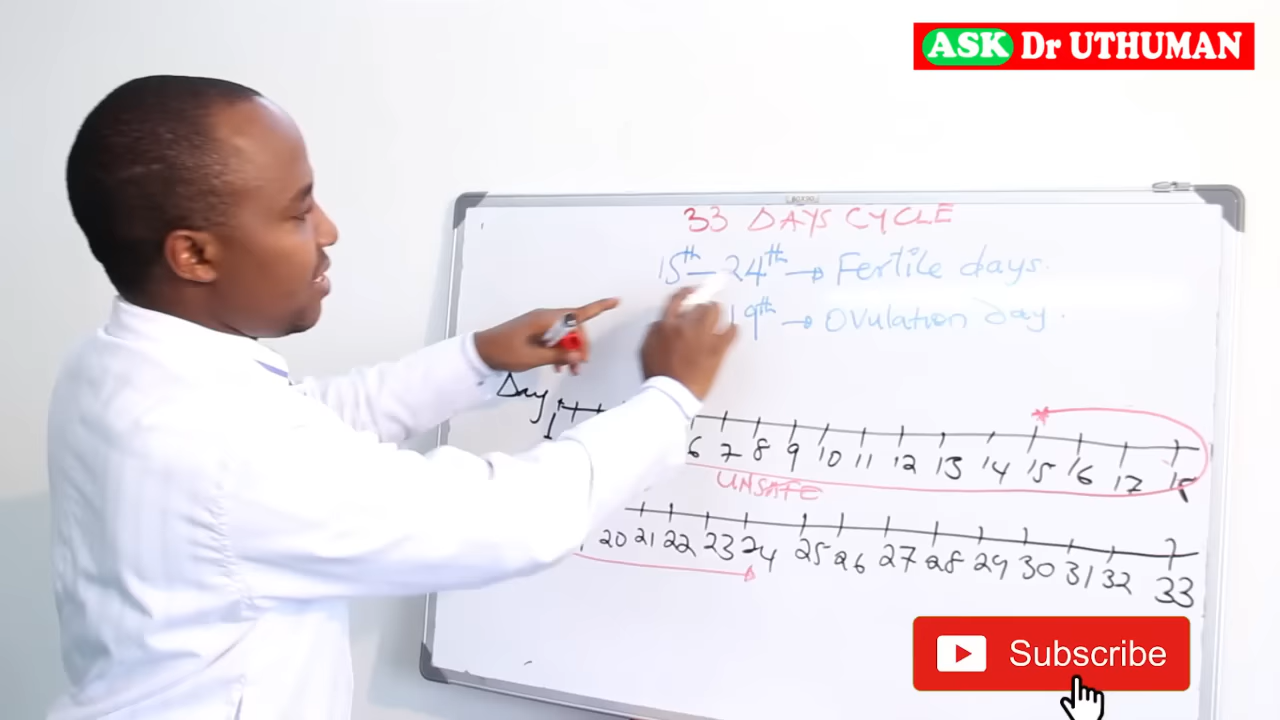 ASK Dr UTHUMAN
33 DAYS CYCLE
15th – 24th → Fertile days.
19th → Ovulation day.
Day
1 6 7 8 9 10 11 12 13 14 15 16 17 18
UNSAFE
20 21 22 23 24 25 26 27 28 29 30 31 32 33
Subscribe